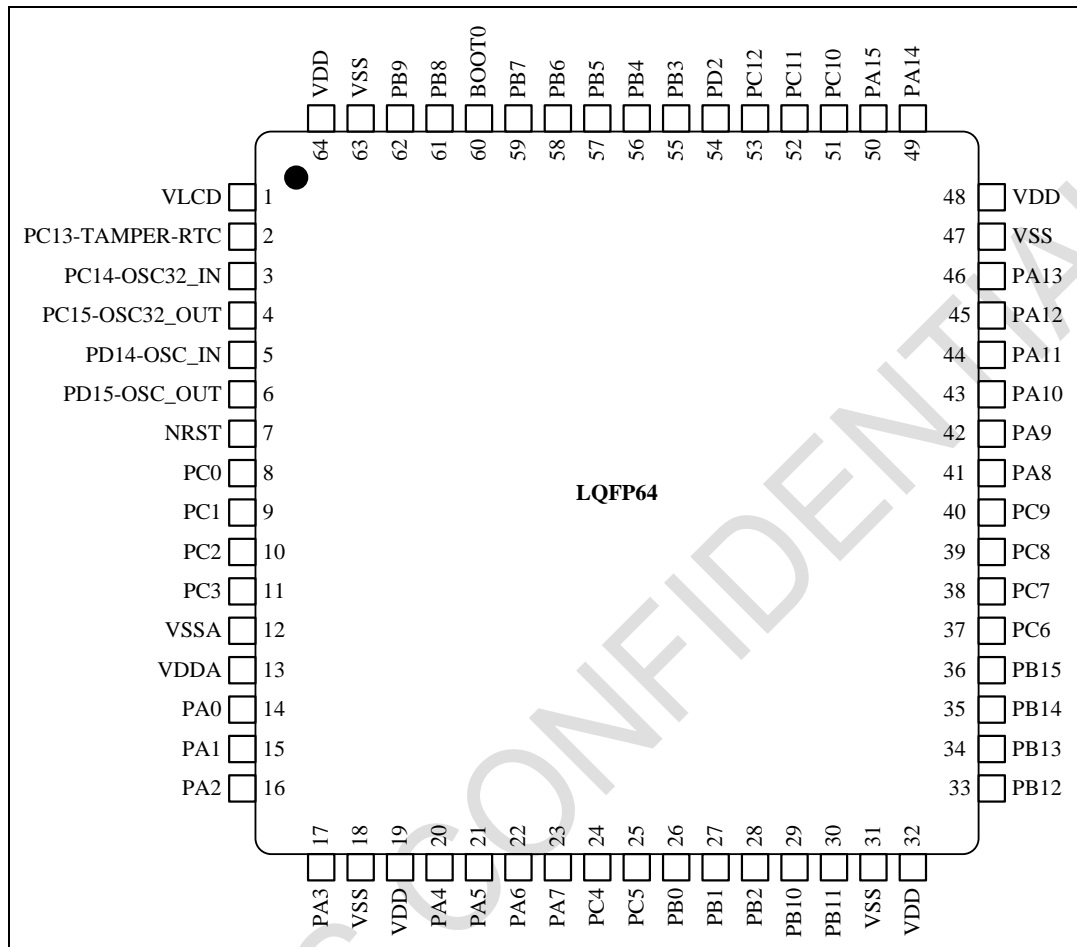 VDD
VSS
PB9
PB8
BOOT0
PB7
PB6
PB5
PB4
PB3
PD2
PC12
PC11
PC10
PA15
PA14
64
63
62
61
60
59
58
57
56
55
54
53
52
51
50
49
VLCD 1
PC13-TAMPER-RTC 2
PC14-OSC32_IN 3
PC15-OSC32_OUT 4
PD14-OSC_IN 5
PD15-OSC_OUT 6
NRST 7
PC0 8
PC1 9
PC2 10
PC3 11
VSSA 12
VDDA 13
PA0 14
PA1 15
PA2 16
LQFP64
48 VDD
47 VSS
46 PA13
45 PA12
44 PA11
43 PA10
42 PA9
41 PA8
40 PC9
39 PC8
38 PC7
37 PC6
36 PB15
35 PB14
34 PB13
33 PB12
17
18
19
20
21
22
23
24
25
26
27
28
29
30
31
32
PA3
VSS
VDD
PA4
PA5
PA6
PA7
PC4
PC5
PB0
PB1
PB2
PB10
PB11
VSS
VDD
CONFIDENTIAL